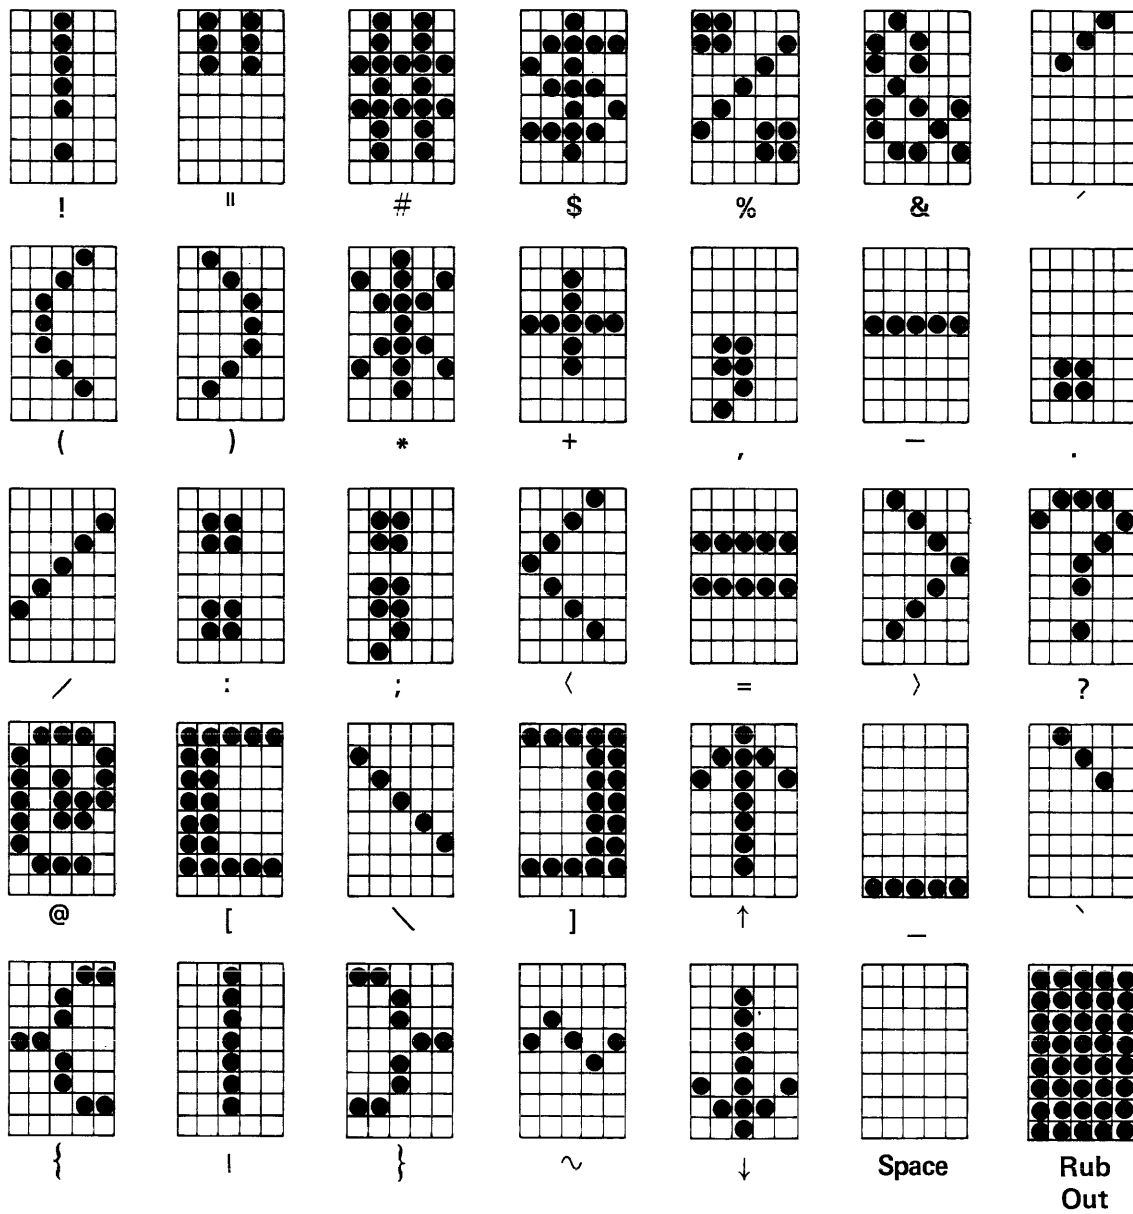 ! " # $ % & ´
( ) * + , — .
/ : ; < = > ?
@ [ \ ] ↑ _ `
{ | } ~ ↓ Space Rub
Out